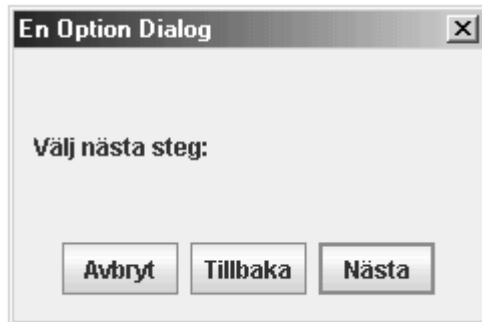 En Option Dialog
Välj nästa steg:
Avbryt Tillbaka Nästa